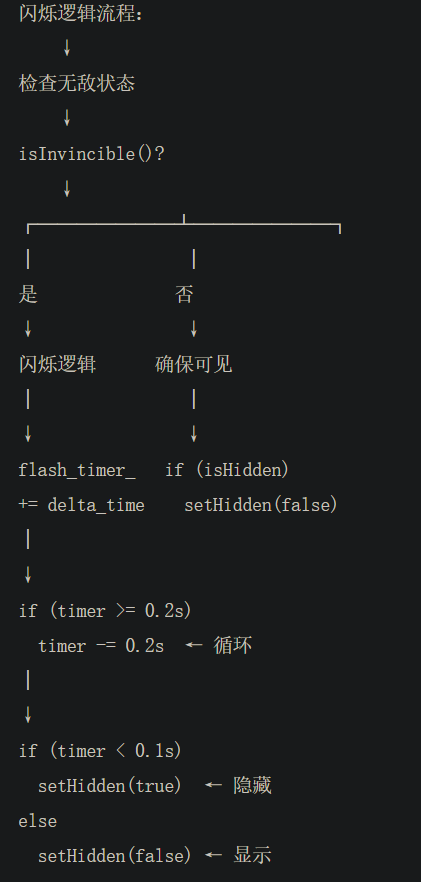 闪烁逻辑流程：
↓
检查无敌状态
↓
isInvincible()?
↓
┌───────┴───────┐
│ │
是 否
↓ ↓
闪烁逻辑 确保可见
│ │
↓ ↓
flash_timer_ if (isHidden)
+= delta_time setHidden(false)
│
↓
if (timer >= 0.2s)
timer -= 0.2s ← 循环
│
↓
if (timer < 0.1s)
setHidden(true) ← 隐藏
else
setHidden(false) ← 显示